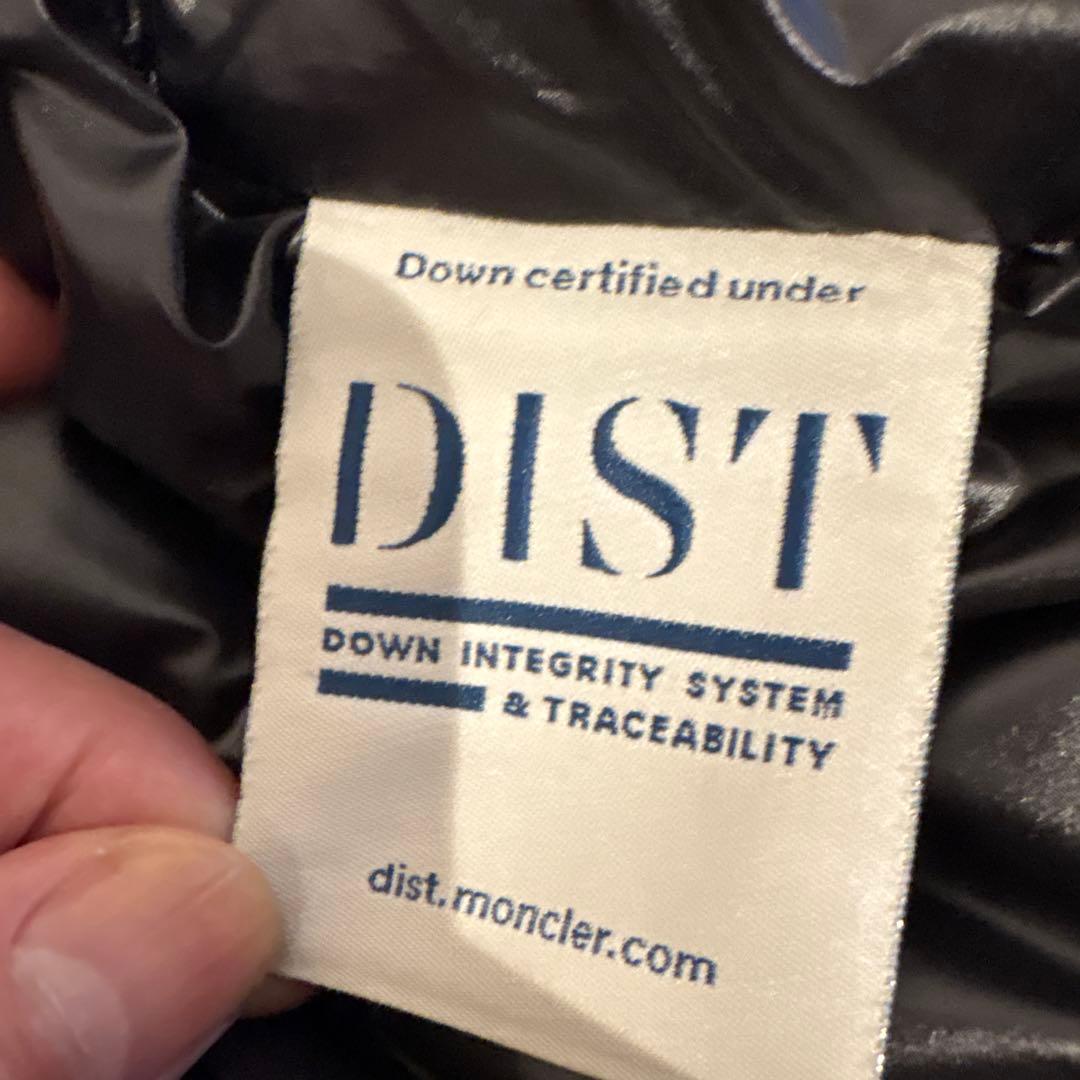 Down certified under
DIST
DOWN INTEGRITY SYSTEM
& TRACEABILITY
dist.moncler.com